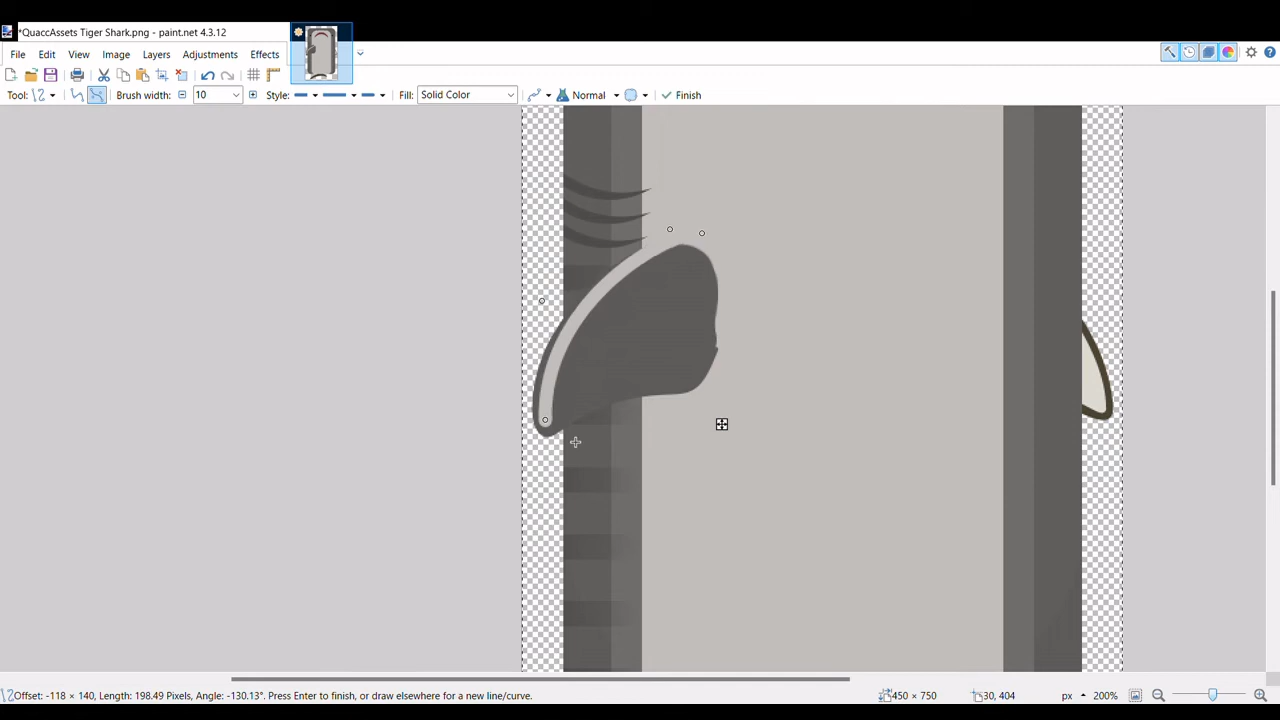 *QuaccAssets Tiger Shark.png - paint.net 4.3.12
File Edit View Image Layers Adjustments Effects
Tool: Brush width: 10 Style: Fill: Solid Color Normal Finish
Offset: -118 × 140, Length: 198.49 Pixels, Angle: -130.13°. Press Enter to finish, or draw elsewhere for a new line/curve. 450 × 750 30, 404 px 200%